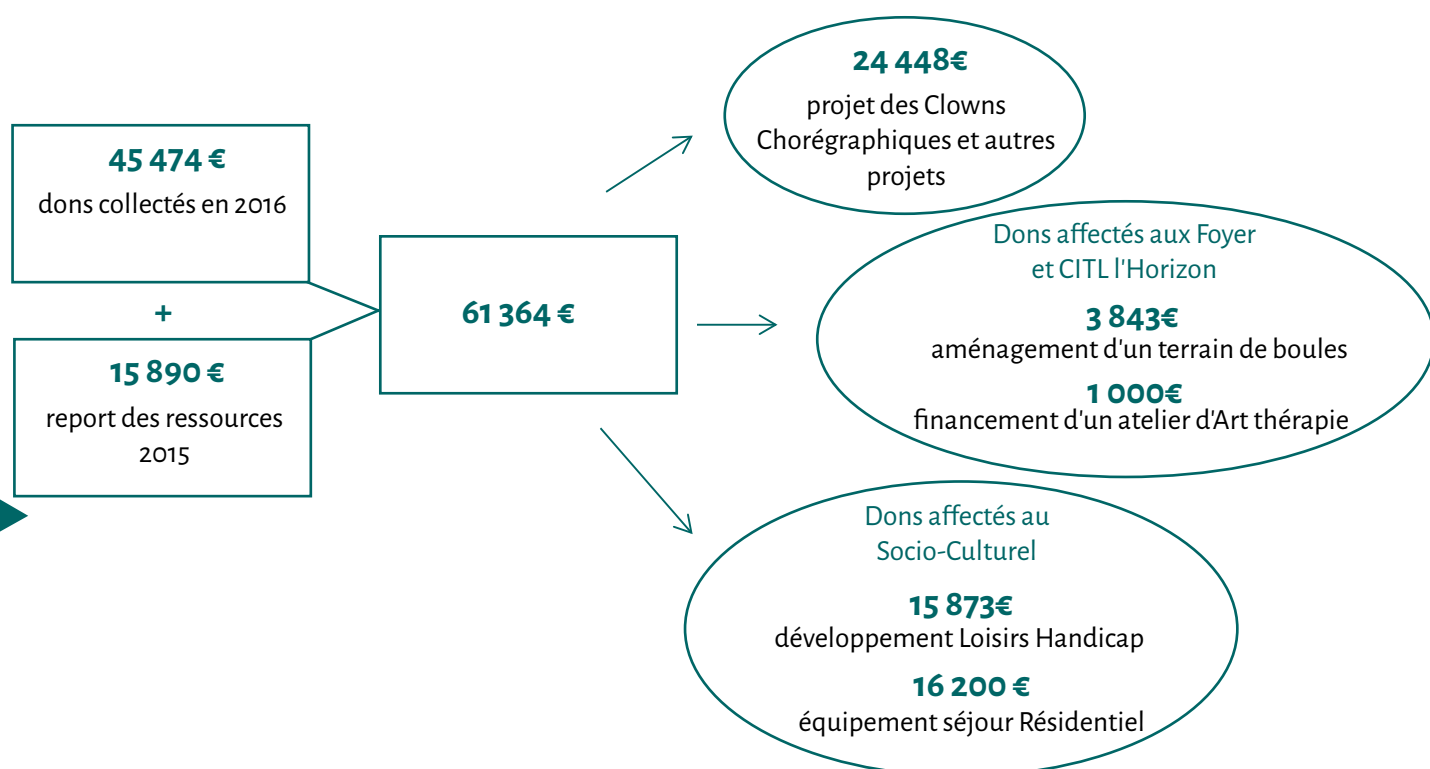 45 474 €
dons collectés en 2016
+
15 890 €
report des ressources
2015
61 364 €
24 448€
projet des Clowns
Chorégraphiques et autres
projets
Dons affectés aux Foyer
et CITL l'Horizon
3 843€
aménagement d'un terrain de boules
1 000€
financement d'un atelier d'Art thérapie
Dons affectés au
Socio-Culturel
15 873€
développement Loisirs Handicap
16 200 €
équipement séjour Résidentiel